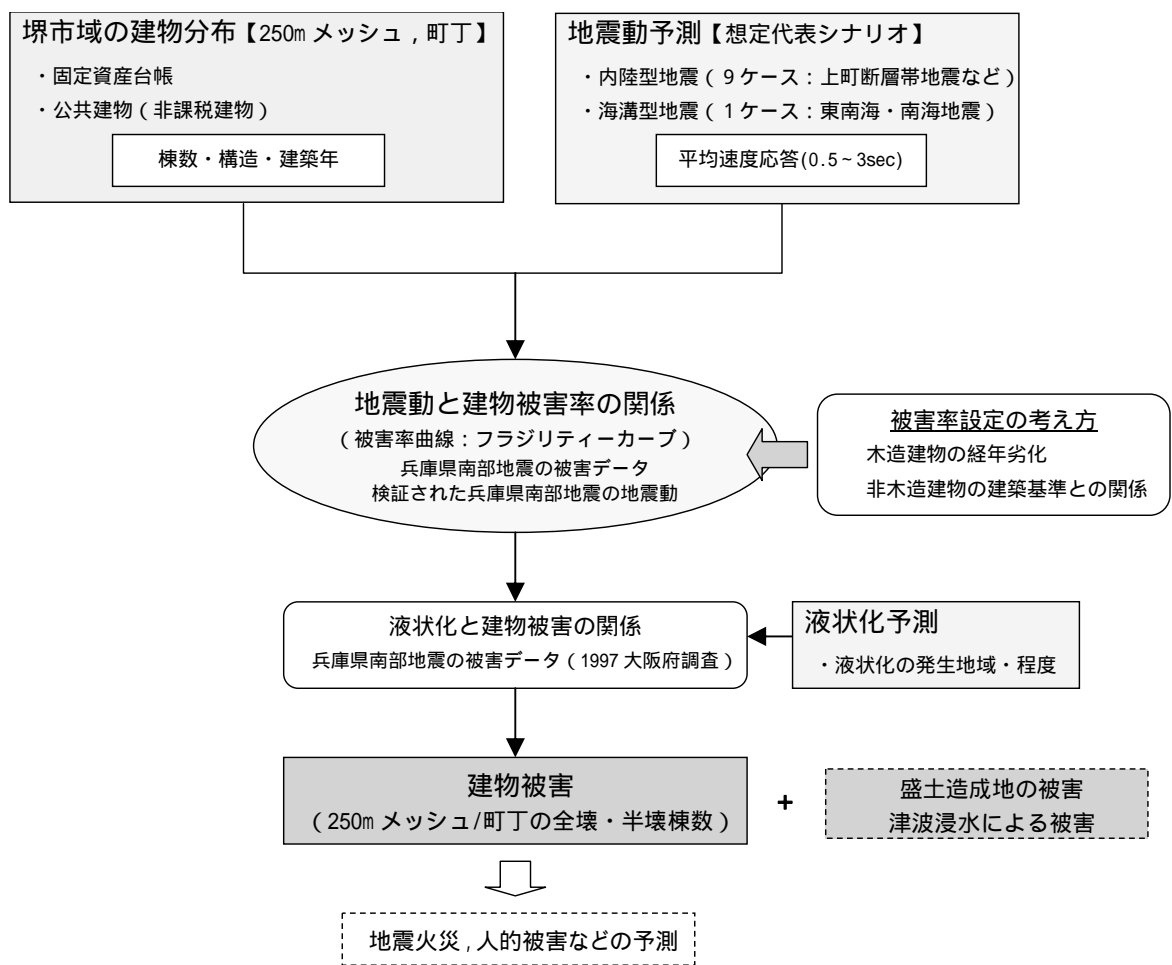 堺市域の建物分布【250m メッシュ，町丁】
・固定資産台帳
・公共建物（非課税建物）
棟数・構造・建築年
地震動予測【想定代表シナリオ】
・内陸型地震（９ケース：上町断層帯地震など）
・海溝型地震（１ケース：東南海・南海地震）
平均速度応答(0.5～3sec)
地震動と建物被害率の関係
（被害率曲線：フラジリティーカーブ）
兵庫県南部地震の被害データ
検証された兵庫県南部地震の地震動
被害率設定の考え方
木造建物の経年劣化
非木造建物の建築基準との関係
液状化と建物被害の関係
兵庫県南部地震の被害データ（1997 大阪府調査）
液状化予測
・液状化の発生地域・程度
建物被害
（250m メッシュ/町丁の全壊・半壊棟数）
+
盛土造成地の被害
津波浸水による被害
地震火災，人的被害などの予測